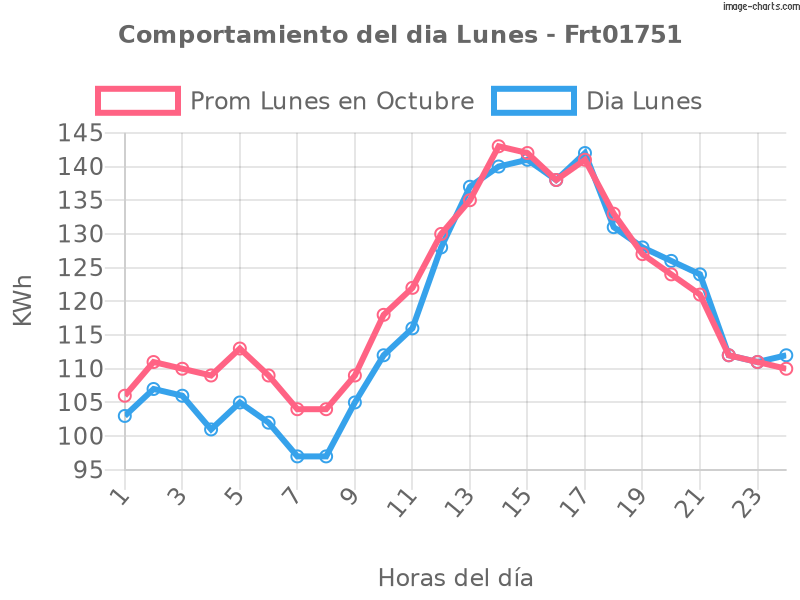 image-charts.com
Comportamiento del dia Lunes - Frt01751
Prom Lunes en Octubre Dia Lunes
145
140
135
130
125
120
115
110
105
100
95
KWh
1 3 5 7 9 11 13 15 17 19 21 23
Horas del día